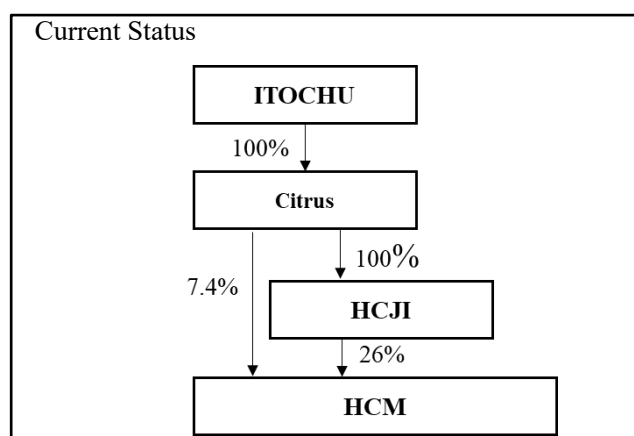 Current Status
ITOCHU
100%
Citrus
100%
7.4%
HCJI
26%
HCM